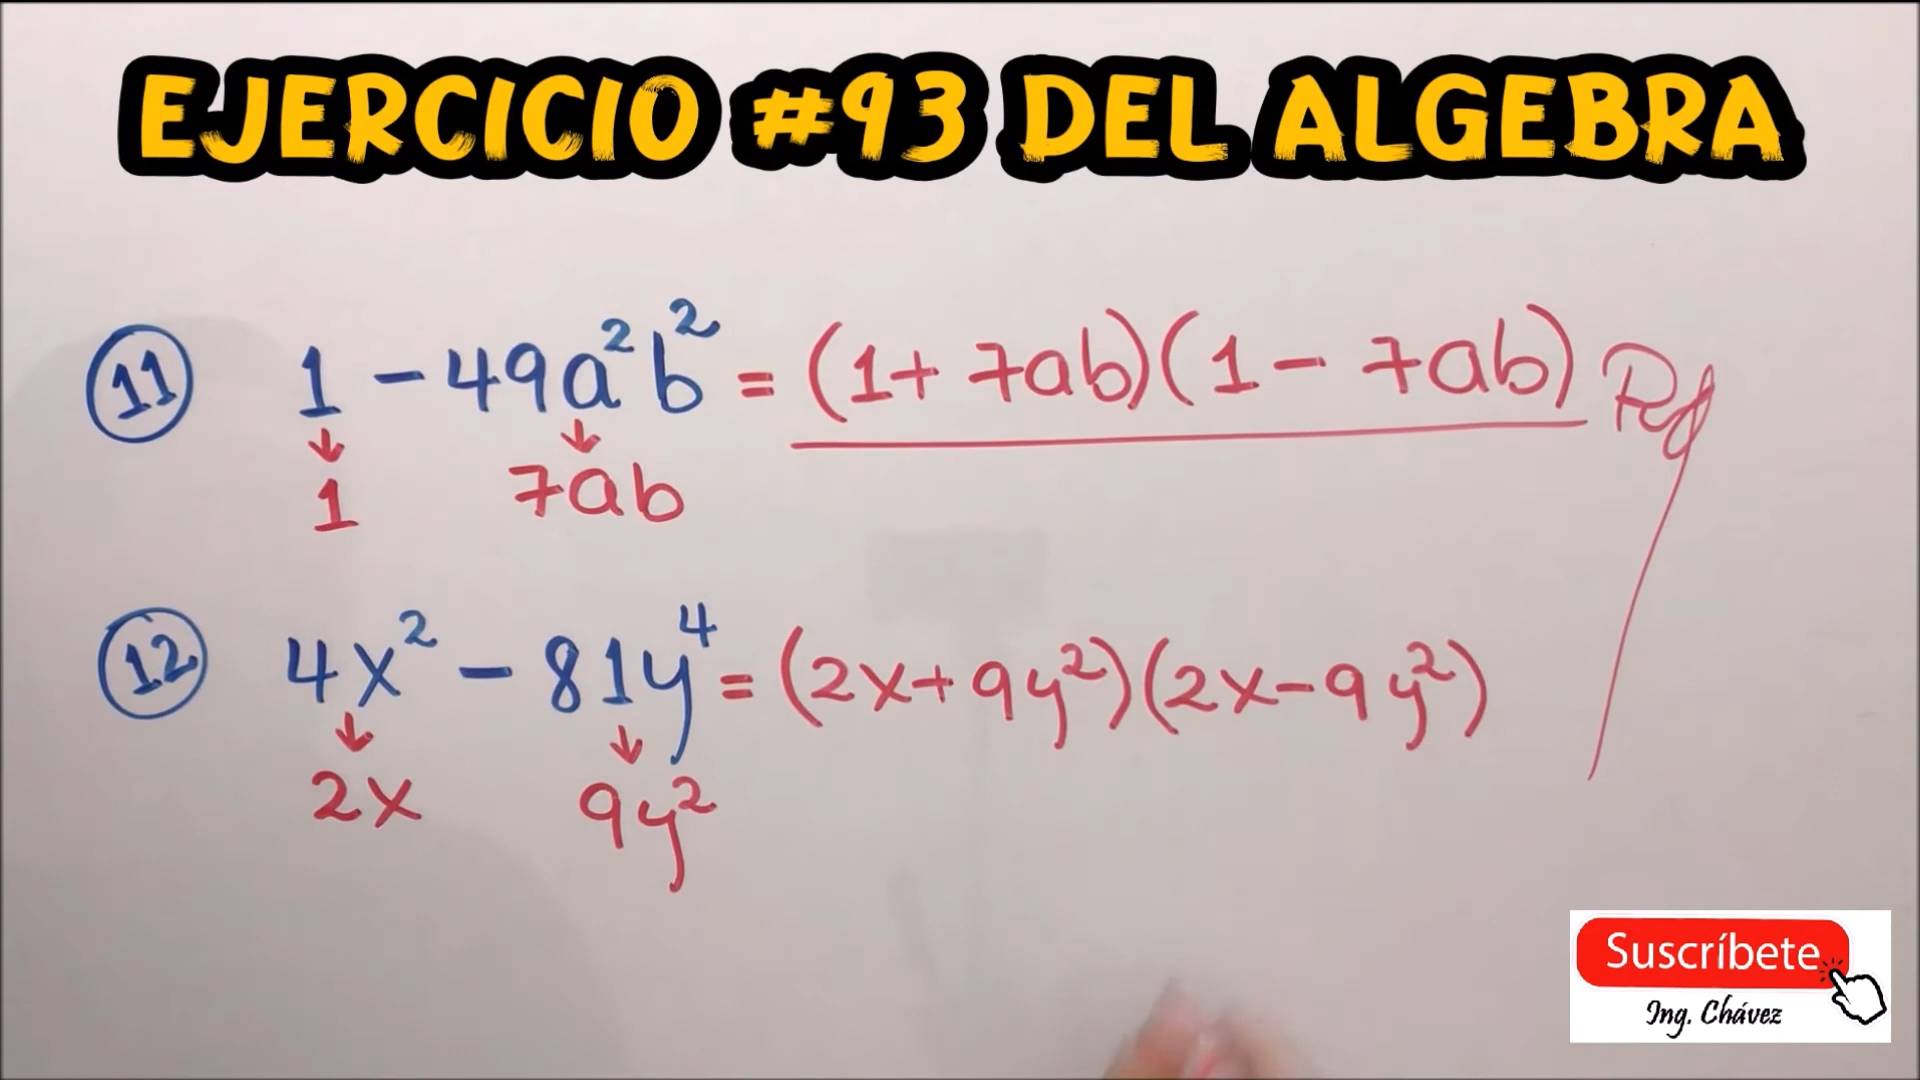 EJERCICIO #93 DEL ALGEBRA
11 1 - 49a²b² = (1 + 7ab)(1 - 7ab)
1 7ab
12 4x² - 81y⁴ = (2x + 9y²)(2x - 9y²)
2x 9y²
Suscríbete
Ing. Chávez